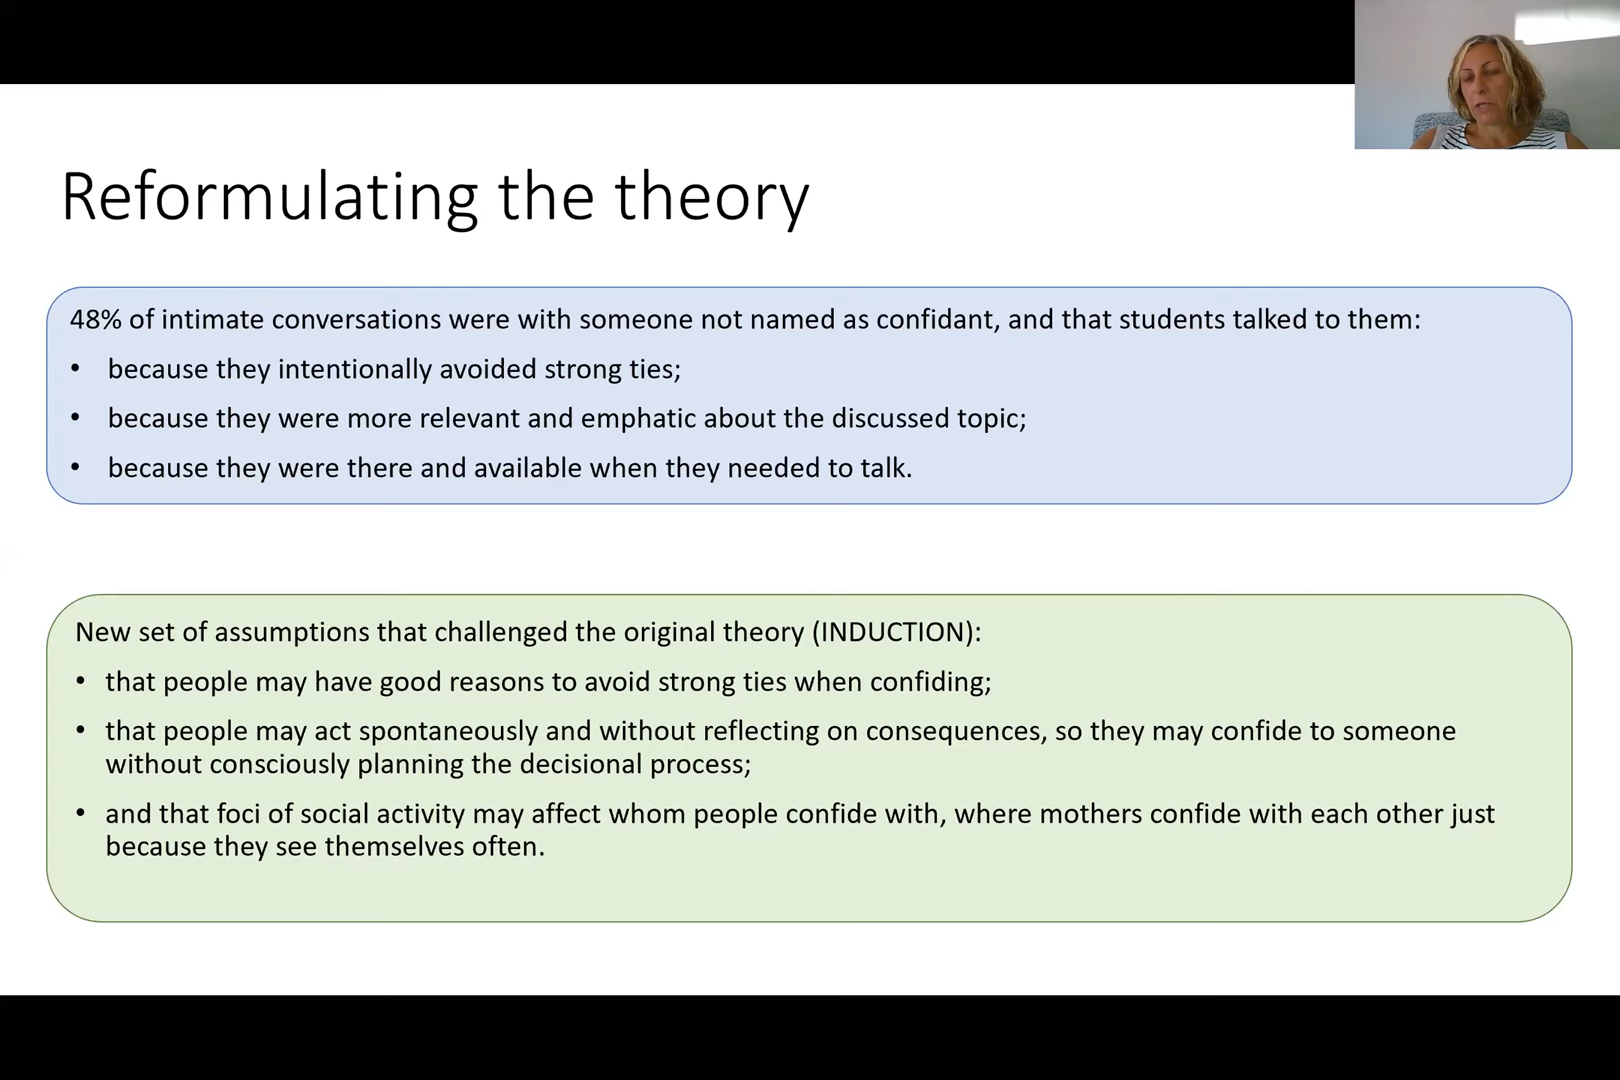 Reformulating the theory
48% of intimate conversations were with someone not named as confidant, and that students talked to them:
• because they intentionally avoided strong ties;
• because they were more relevant and emphatic about the discussed topic;
• because they were there and available when they needed to talk.
New set of assumptions that challenged the original theory (INDUCTION):
• that people may have good reasons to avoid strong ties when confiding;
• that people may act spontaneously and without reflecting on consequences, so they may confide to someone
without consciously planning the decisional process;
• and that foci of social activity may affect whom people confide with, where mothers confide with each other just
because they see themselves often.